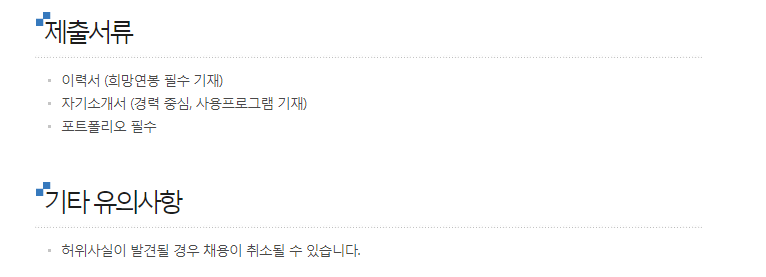 제출서류
이력서 (희망연봉 필수 기재)
자기소개서 (경력 중심, 사용프로그램 기재)
포트폴리오 필수
기타 유의사항
허위사실이 발견될 경우 채용이 취소될 수 있습니다.